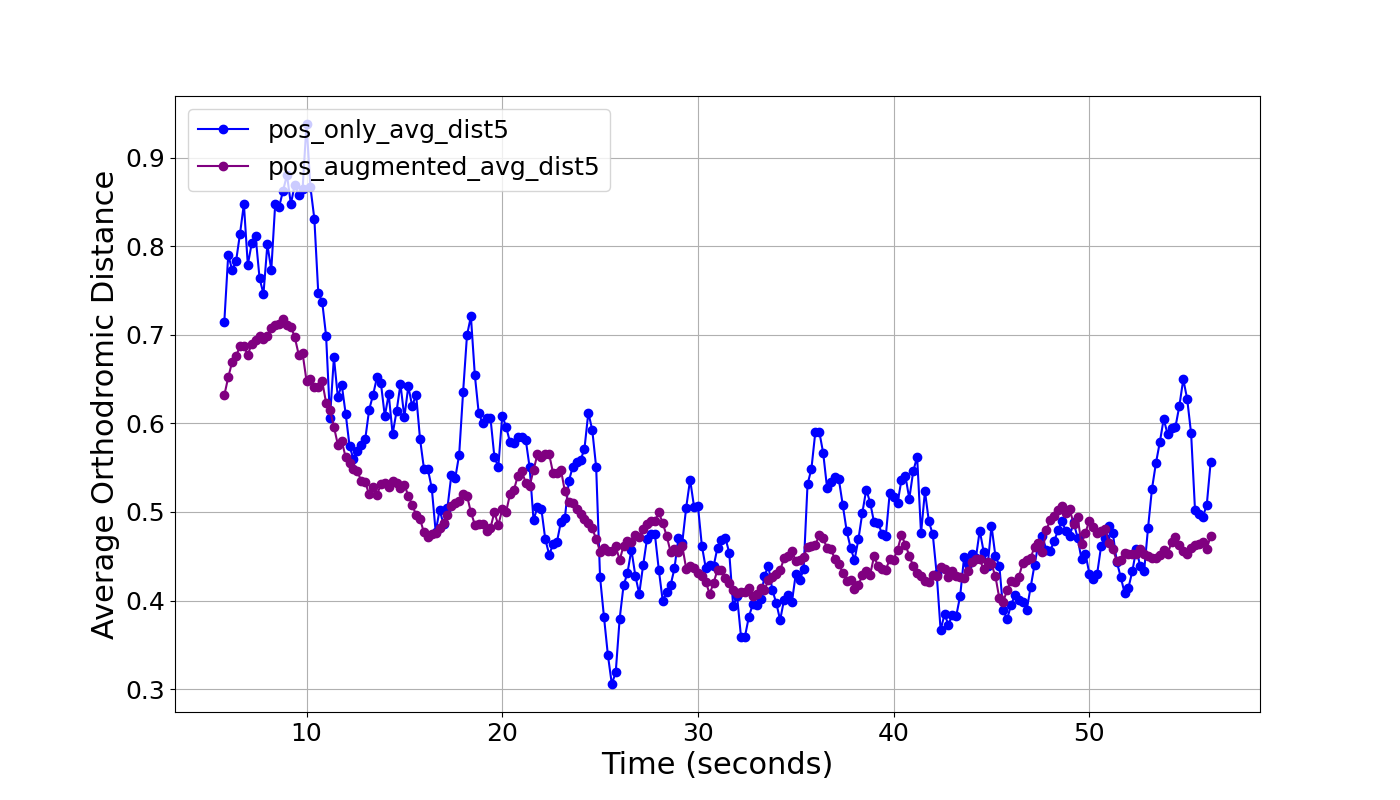 pos_only_avg_dist5
pos_augmented_avg_dist5
0.9
0.8
0.7
0.6
0.5
0.4
0.3
Average Orthodromic Distance
10 20 30 40 50
Time (seconds)